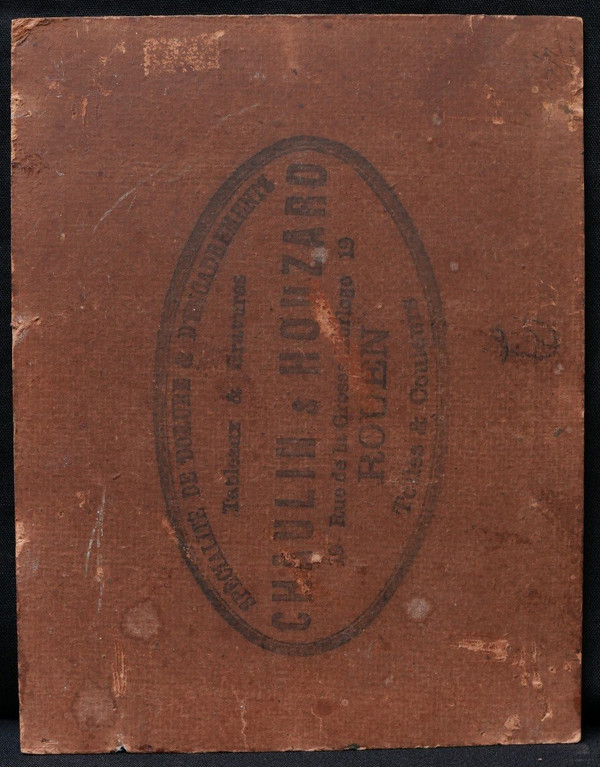 SPECIALITE DE DORURE & D'ENCADREMENTS
Tableaux & Gravures
CHAULIN & HOUZARD
19 Rue de la Grosse Horloge 19
ROUEN
Toiles & Couleurs